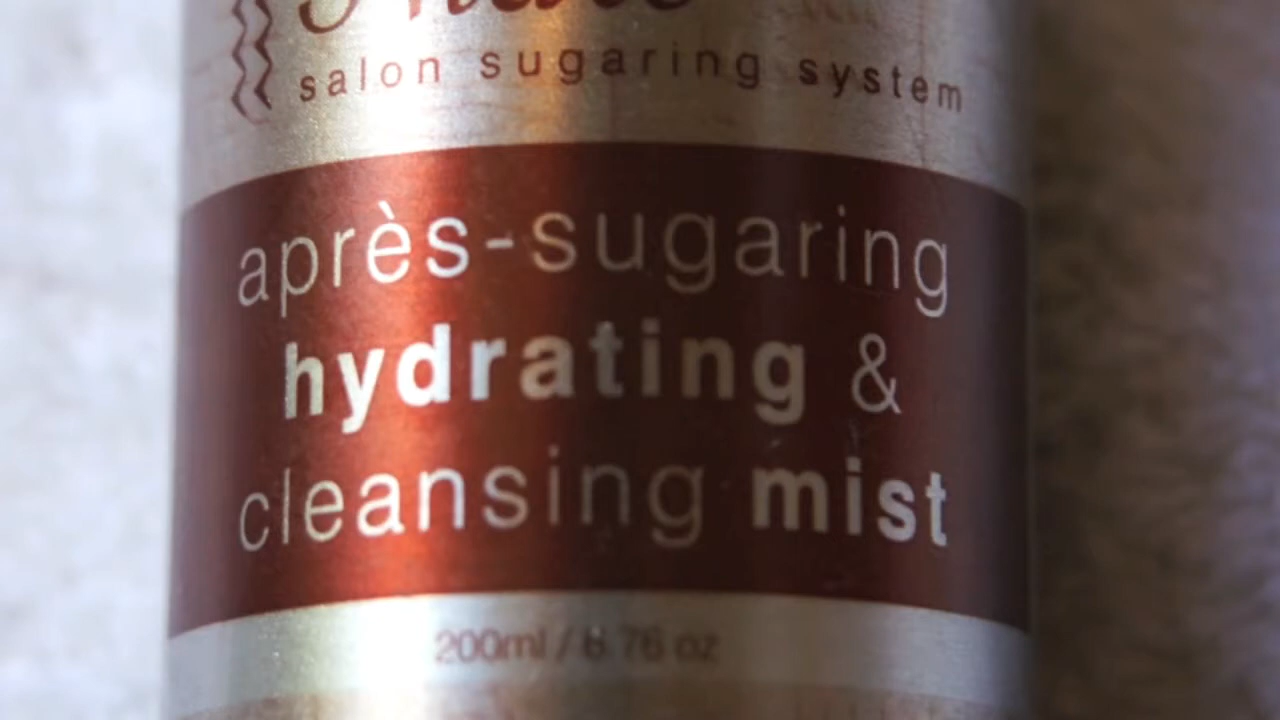 salon sugaring system
après-sugaring
hydrating &
cleansing mist
200ml / 6.76 oz